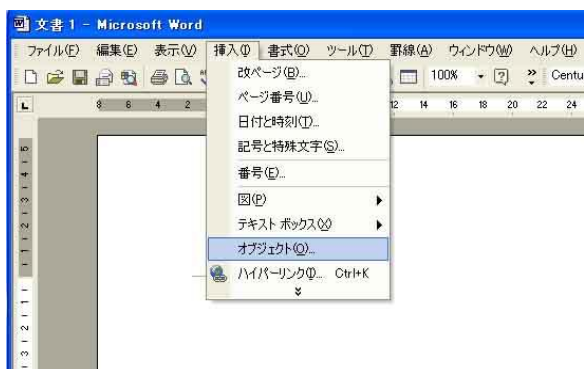 文書 1 - Microsoft Word
ファイル(F) 編集(E) 表示(V) 挿入(I) 書式(O) ツール(T) 罫線(A) ウィンドウ(W) ヘルプ(H)
100% Centu
8 6 4 2 12 14 16 18 20 22 24
改ページ(B)...
ページ番号(U)...
日付と時刻(T)...
記号と特殊文字(S)...
番号(E)...
図(P)
テキスト ボックス(X)
オブジェクト(O)...
ハイパーリンク(I)... Ctrl+K